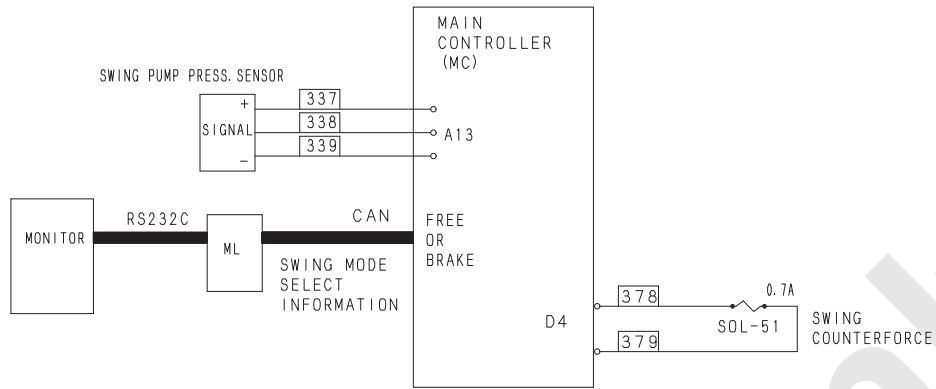 MAIN
CONTROLLER
(MC)
SWING PUMP PRESS. SENSOR
+
SIGNAL
-
337
338
339
A13
MONITOR
RS232C
ML
CAN
SWING MODE
SELECT
INFORMATION
FREE
OR
BRAKE
D4
378
379
0.7A
SOL-51
SWING
COUNTERFORCE